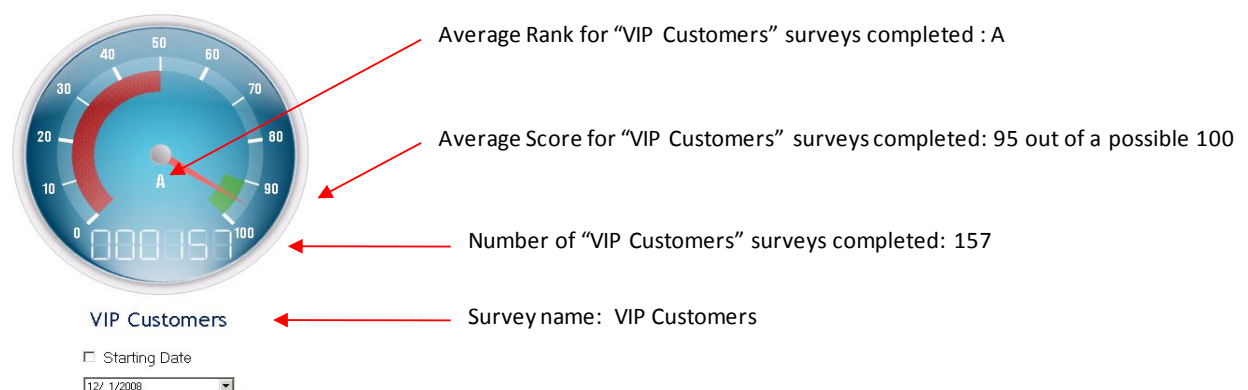 50
40
60
30
70
20
80
10
90
0
100
A
000157
VIP Customers
Starting Date
12/ 1/2008
Average Rank for “VIP Customers” surveys completed : A
Average Score for “VIP Customers” surveys completed: 95 out of a possible 100
Number of “VIP Customers” surveys completed: 157
Survey name: VIP Customers